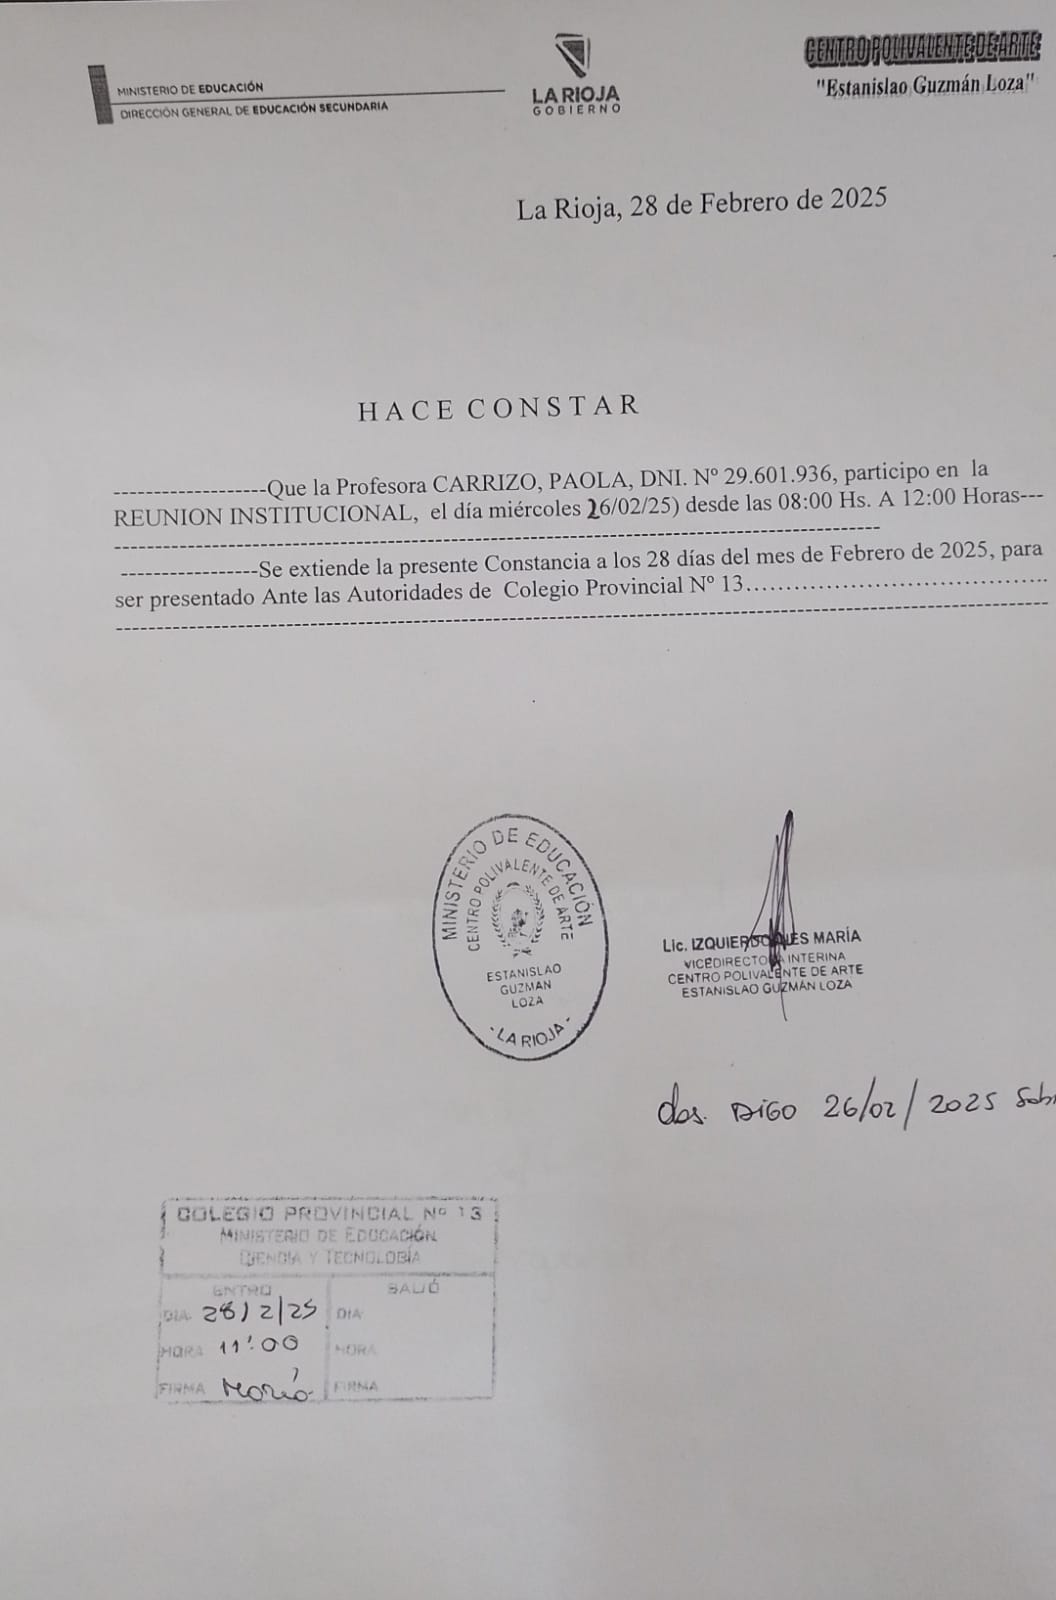 MINISTERIO DE EDUCACIÓN
DIRECCIÓN GENERAL DE EDUCACIÓN SECUNDARIA
LA RIOJA
GOBIERNO
CENTRO POLIVALENTE DE ARTE
"Estanislao Guzmán Loza"
La Rioja, 28 de Febrero de 2025
HACE CONSTAR
-------------------Que la Profesora CARRIZO, PAOLA, DNI. Nº 29.601.936, participo en la
REUNION INSTITUCIONAL, el día miércoles 26/02/25) desde las 08:00 Hs. A 12:00 Horas---
-----------------Se extiende la presente Constancia a los 28 días del mes de Febrero de 2025, para
ser presentado Ante las Autoridades de Colegio Provincial Nº 13......................................
MINISTERIO DE EDUCACIÓN
CENTRO POLIVALENTE DE ARTE
ESTANISLAO
GUZMAN
LOZA
- LA RIOJA -
Lic. MARÍA
VICEDIRECTORA INTERINA
CENTRO POLIVALENTE DE ARTE
ESTANISLAO GUZMÁN LOZA
DIGO 26/02/2025
COLEGIO PROVINCIAL Nº 13
MINISTERIO DE EDUCACIÓN
CIENCIA Y TECNOLOGÍA
ENTRO SALIÓ
DIA 28/2/25 DIA
HORA 11:00 HORA
FIRMA FIRMA